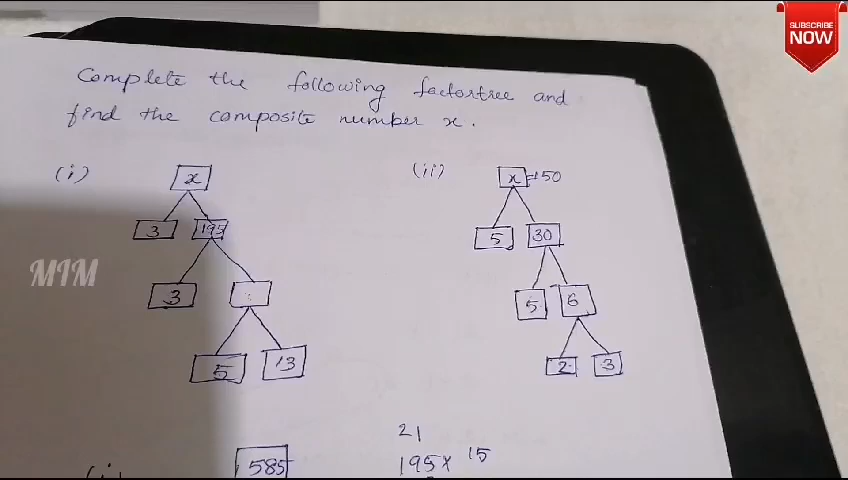 SUBSCRIBE
NOW
Complete the following factortree and
find the composite number x.
(i)
x
3 195
3
5 13
(ii)
x =150
5 30
5 6
2 3
MIM
(i)
585
21
195x 15